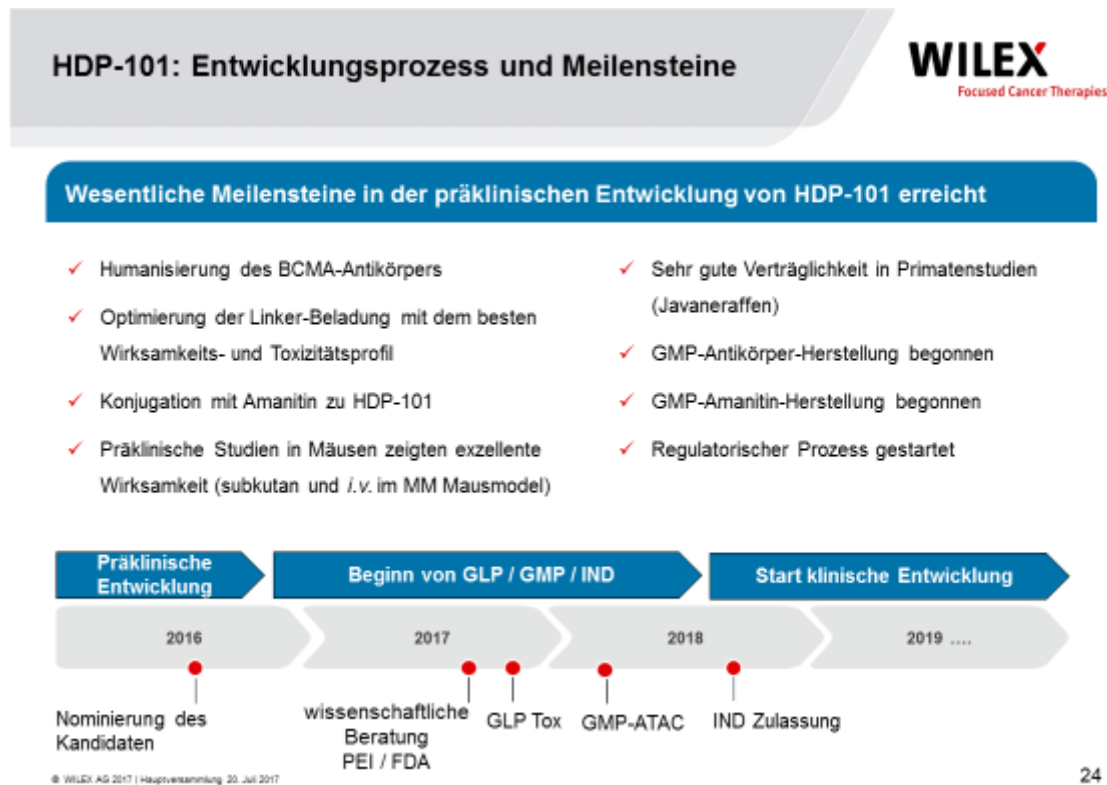 HDP-101: Entwicklungsprozess und Meilensteine
WILEX
Focused Cancer Therapies
Wesentliche Meilensteine in der präklinischen Entwicklung von HDP-101 erreicht
✓ Humanisierung des BCMA-Antikörpers
✓ Optimierung der Linker-Beladung mit dem besten
Wirksamkeits- und Toxizitätsprofil
✓ Konjugation mit Amanitin zu HDP-101
✓ Präklinische Studien in Mäusen zeigten exzellente
Wirksamkeit (subkutan und i.v. im MM Mausmodel)
✓ Sehr gute Verträglichkeit in Primatenstudien
(Javaneraffen)
✓ GMP-Antikörper-Herstellung begonnen
✓ GMP-Amanitin-Herstellung begonnen
✓ Regulatorischer Prozess gestartet
Präklinische
Entwicklung
Beginn von GLP / GMP / IND
Start klinische Entwicklung
2016
2017
2018
2019 ....
Nominierung des
Kandidaten
wissenschaftliche
Beratung
PEI / FDA
GLP Tox
GMP-ATAC
IND Zulassung
© WILEX AG 2017 | Hauptversammlung 20. Juli 2017
24